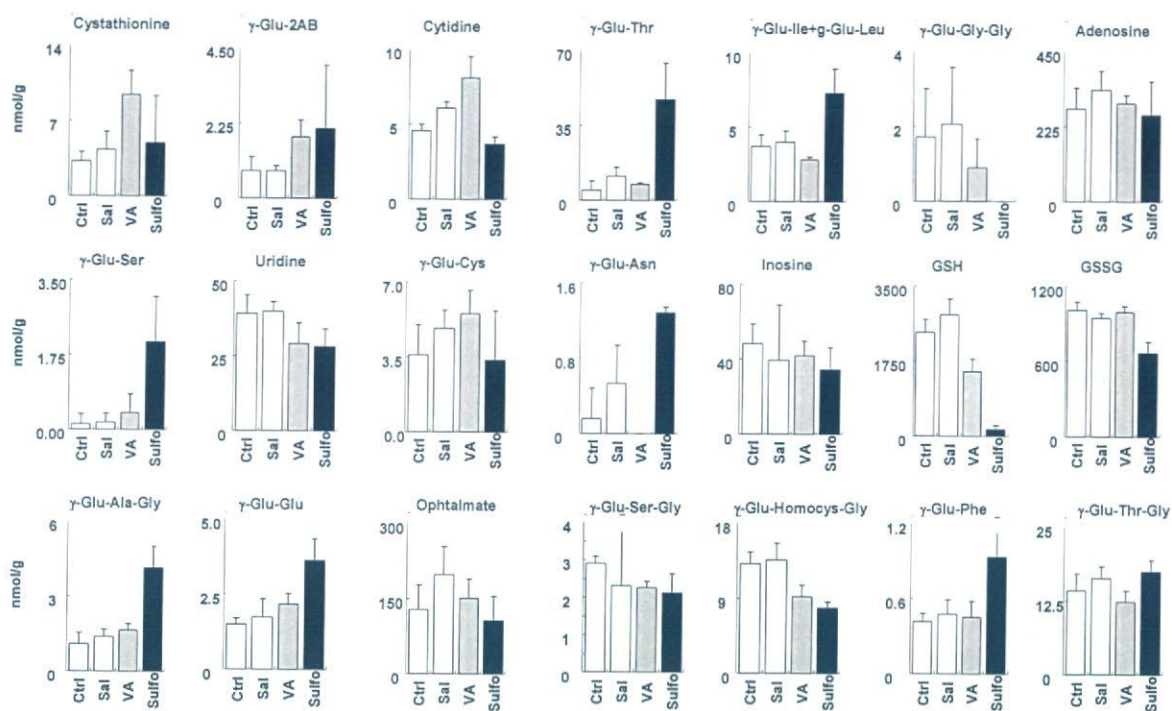 Cystathionine γ-Glu-2AB Cytidine γ-Glu-Thr γ-Glu-Ile+g-Glu-Leu γ-Glu-Gly-Gly Adenosine
14 4.50 10 70 10 4 450
nmol/g
7 2.25 5 35 5 2 225
0 0 0 0 0 0 0
Ctrl Sal VA Sulfo Ctrl Sal VA Sulfo Ctrl Sal VA Sulfo Ctrl Sal VA Sulfo Ctrl Sal VA Sulfo Ctrl Sal VA Sulfo Ctrl Sal VA Sulfo
γ-Glu-Ser Uridine γ-Glu-Cys γ-Glu-Asn Inosine GSH GSSG
3.50 50 7.0 1.6 80 3500 1200
nmol/g
1.75 25 3.5 0.8 40 1750 600
0.00 0 0.0 0 0 0 0
Ctrl Sal VA Sulfo Ctrl Sal VA Sulfo Ctrl Sal VA Sulfo Ctrl Sal VA Sulfo Ctrl Sal VA Sulfo Ctrl Sal VA Sulfo Ctrl Sal VA Sulfo
γ-Glu-Ala-Gly γ-Glu-Glu Ophtalmate γ-Glu-Ser-Gly γ-Glu-Homocys-Gly γ-Glu-Phe γ-Glu-Thr-Gly
6 5.0 300 4 18 1.2 25
nmol/g
3 2.5 150 3 2 2 1 9 0.6 12.5
0 0 0 0 0 0 0
Ctrl Sal VA Sulfo Ctrl Sal VA Sulfo Ctrl Sal VA Sulfo Ctrl Sal VA Sulfo Ctrl Sal VA Sulfo Ctrl Sal VA Sulfo Ctrl Sal VA Sulfo